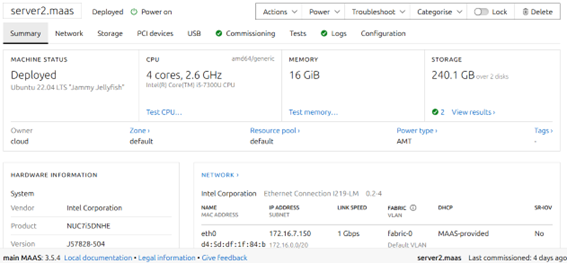 server2.maas Deployed Power on Actions Power Troubleshoot Categorise Lock Delete
Summary Network Storage PCI devices USB Commissioning Tests Logs Configuration
MACHINE STATUS
Deployed
Ubuntu 22.04 LTS "Jammy Jellyfish"
CPU amd64/generic
4 cores, 2.6 GHz
Intel(R) Core(TM) i5-7300U CPU
Test CPU…
MEMORY
16 GiB
Test memory…
STORAGE
240.1 GB over 2 disks
2 View results ›
Owner
cloud
Zone ›
default
Resource pool ›
default
Power type ›
AMT
Tags ›
-
HARDWARE INFORMATION
System
Vendor Intel Corporation
Product NUC7i5DNHE
Version J57828-504
NETWORK ›
Intel Corporation Ethernet Connection I219-LM 0.2-4
NAME IP ADDRESS LINK SPEED FABRIC DHCP SR-IOV
MAC ADDRESS SUBNET VLAN
eth0 172.16.7.150 1 Gbps fabric-0 MAAS-provided No
d4:5d:df:1f:84:b 172.16.0.0/20 Default VLAN
main MAAS: 3.5.4 Local documentation • Legal information • Give feedback server2.maas Last commissioned: 4 days ago